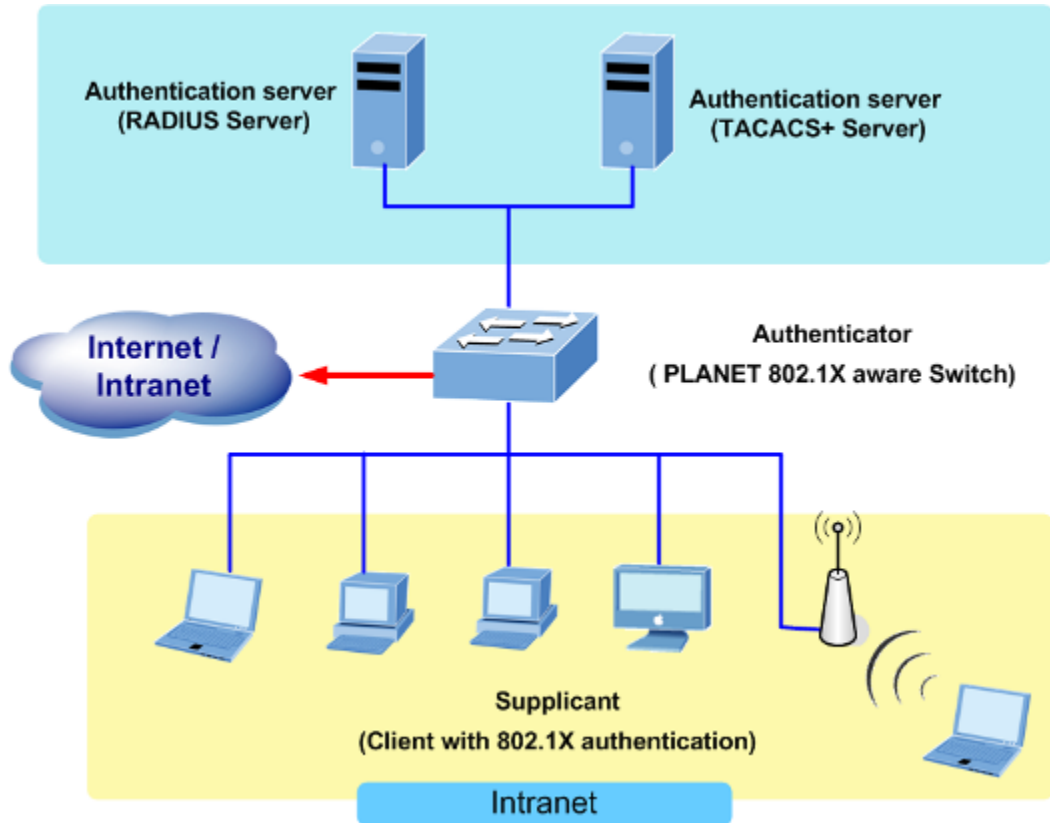 Authentication server
(RADIUS Server)
Authentication server
(TACACS+ Server)
Internet /
Intranet
Authenticator
( PLANET 802.1X aware Switch)
Supplicant
(Client with 802.1X authentication)
Intranet